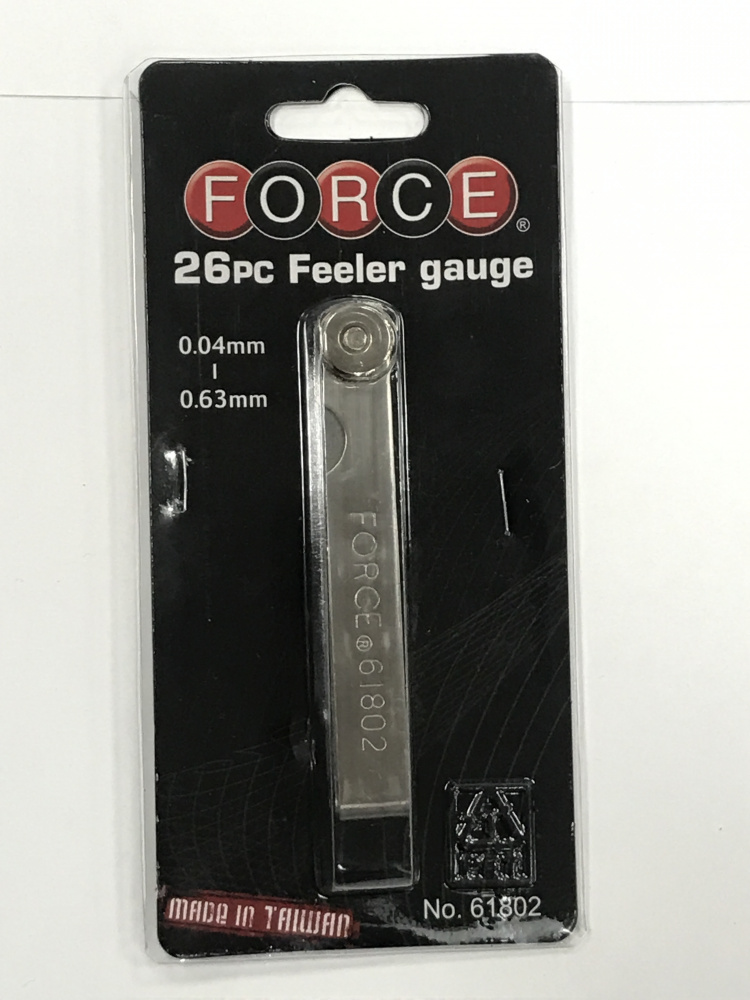 FORCE®
26PC Feeler gauge
0.04mm
I
0.63mm
FORCE®61802
MADE IN TAIWAN
No. 61802